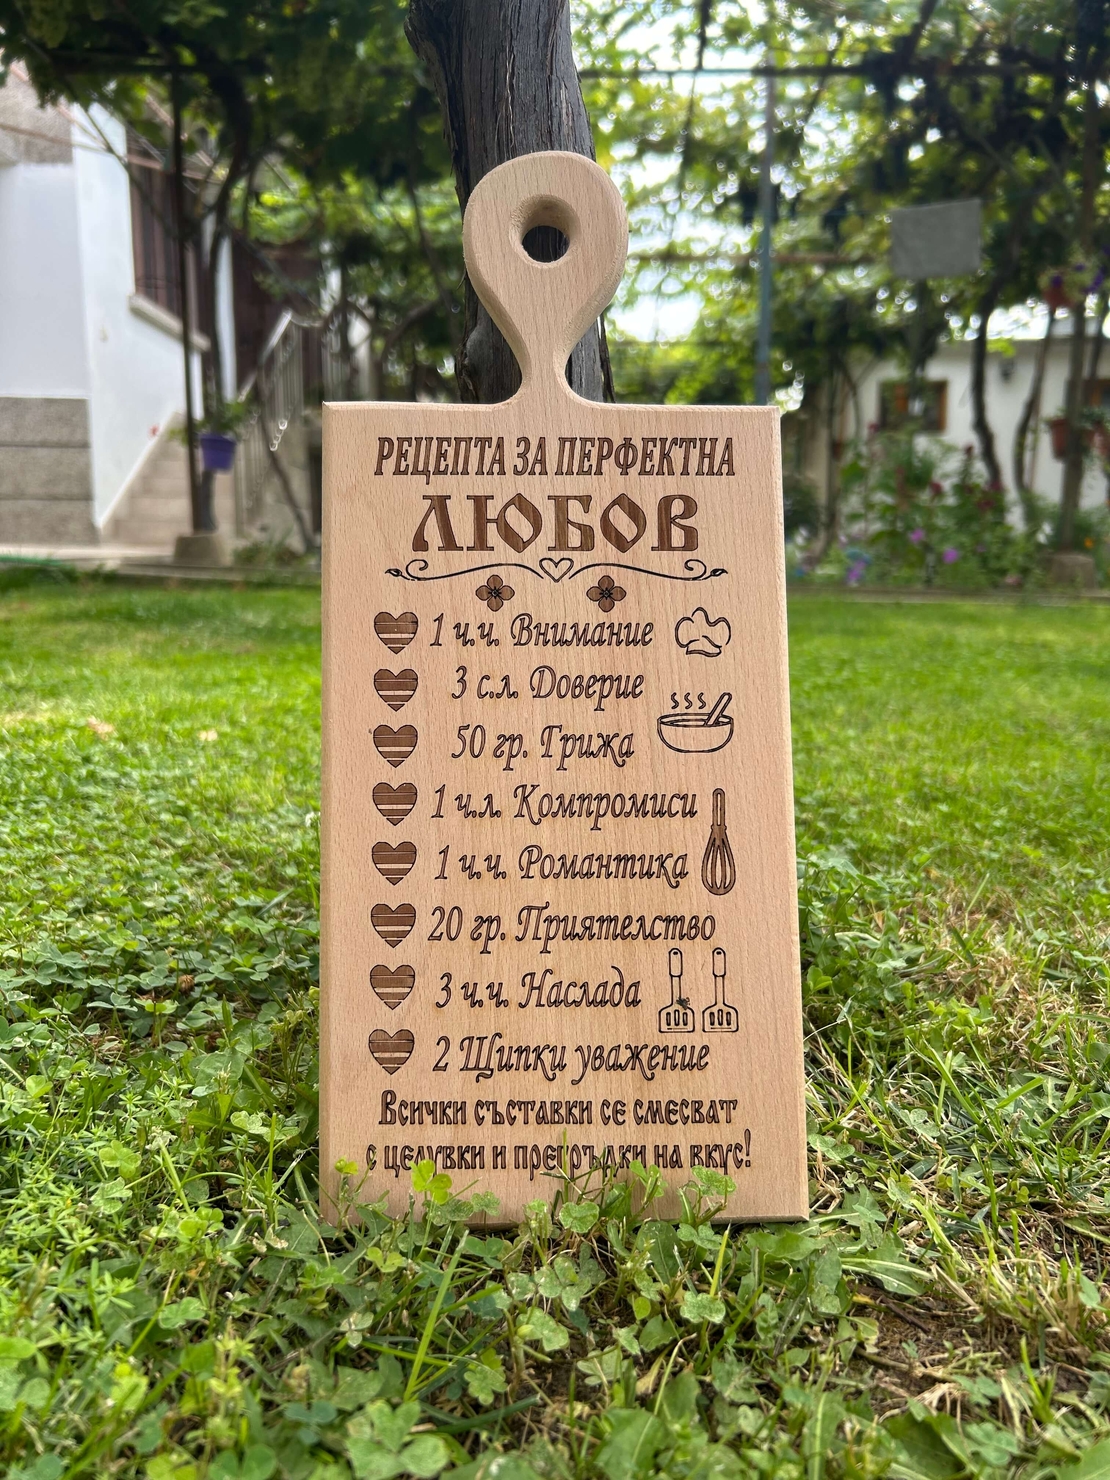 РЕЦЕПТА ЗА ПЕРФЕКТНА
ЛЮБОВ
1 ч.ч. Внимание
3 с.л. Доверие
50 гр. Грижа
1 ч.л. Компромиси
1 ч.ч. Романтика
20 гр. Приятелство
3 ч.ч. Наслада
2 Щипки уважение
Всички съставки се смесват
с целувки и прегръдки на вкус!